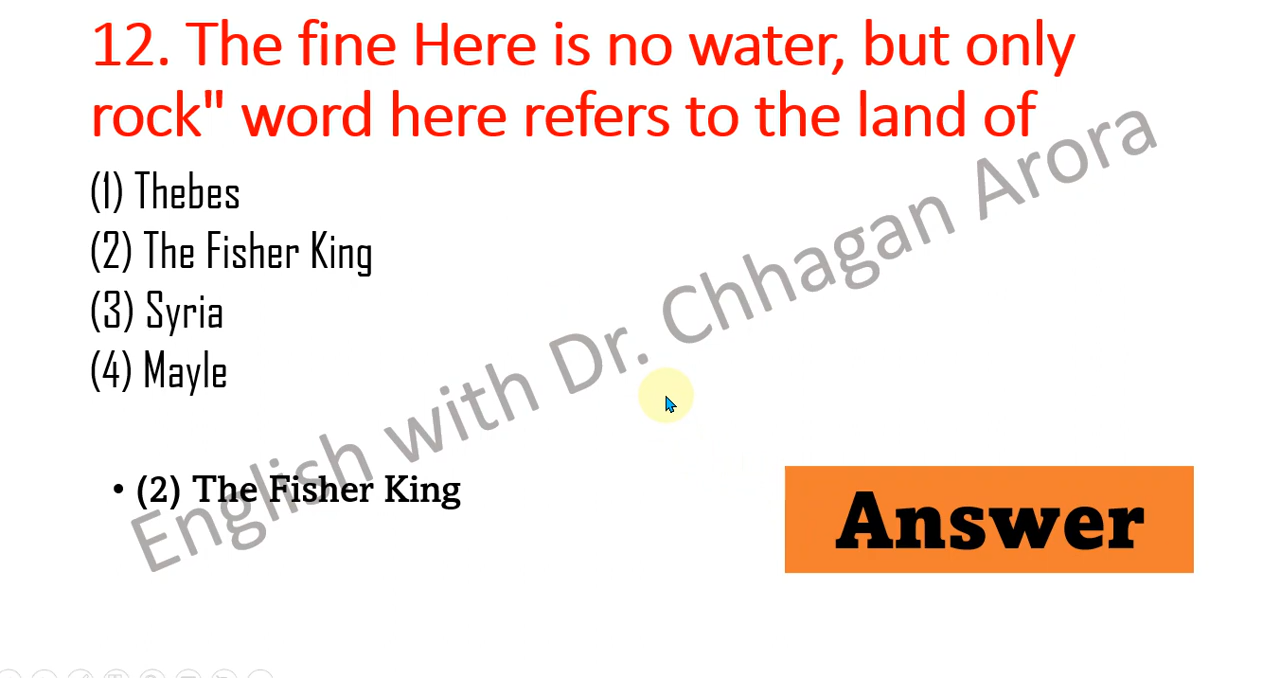 12. The fine Here is no water, but only
rock" word here refers to the land of
(1) Thebes
(2) The Fisher King
(3) Syria
(4) Mayle
• (2) The Fisher King
Answer
English with Dr. Chhagan Arora